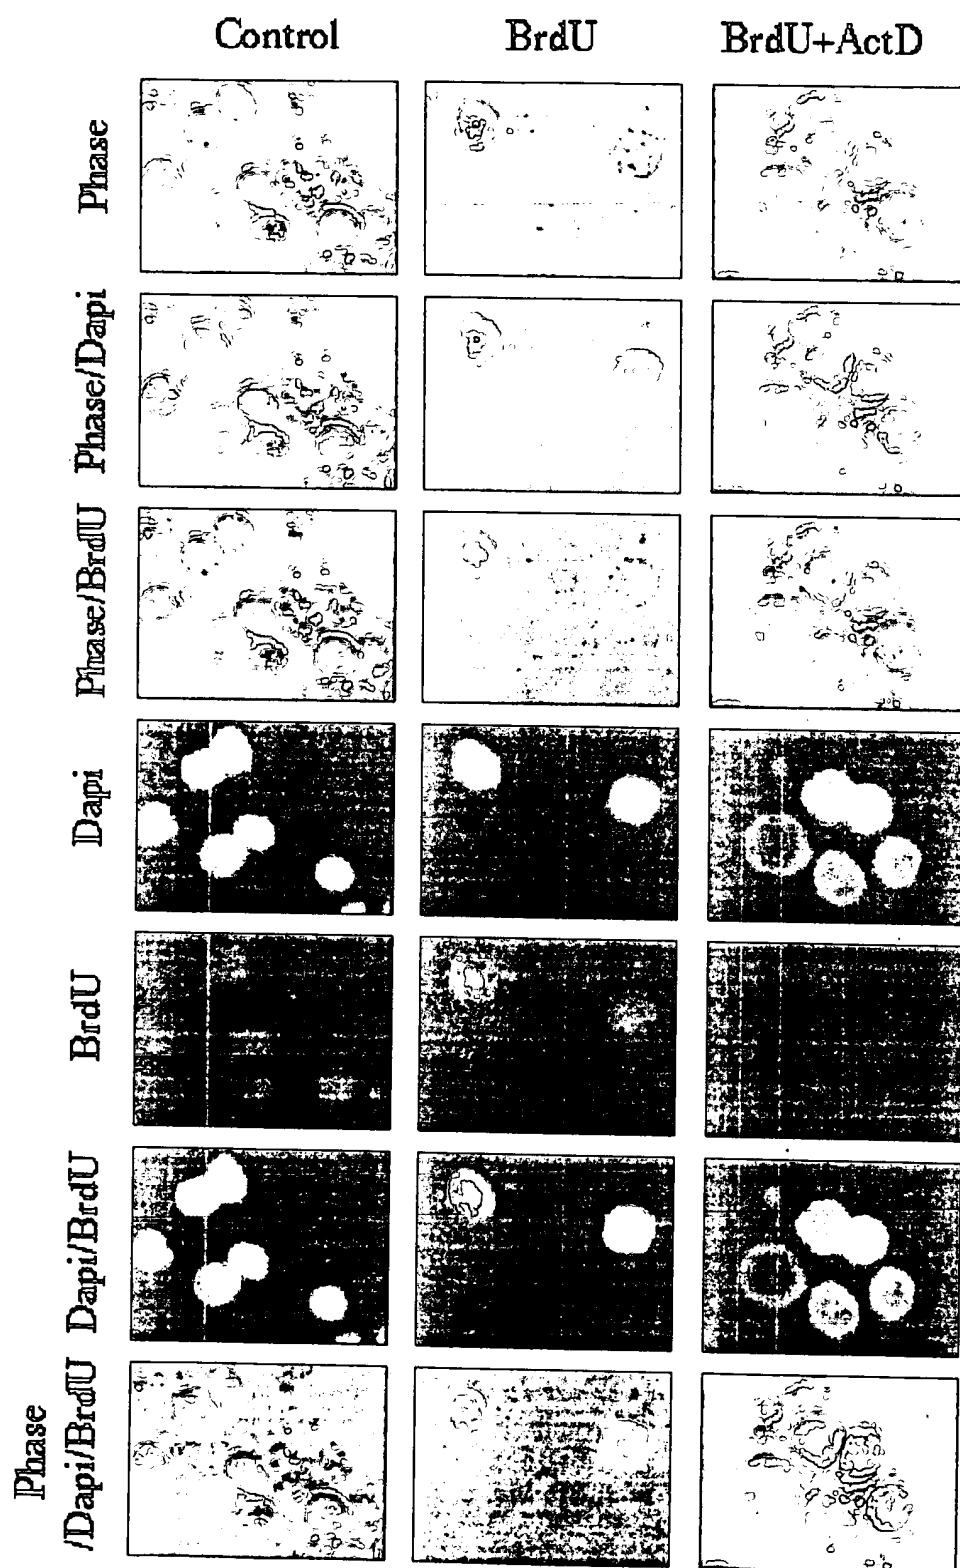 Control BrdU BrdU+ActD
Phase
Phase/Dapi
Phase/BrdU
Dapi
BrdU
Dapi/BrdU
Phase
/Dapi/BrdU